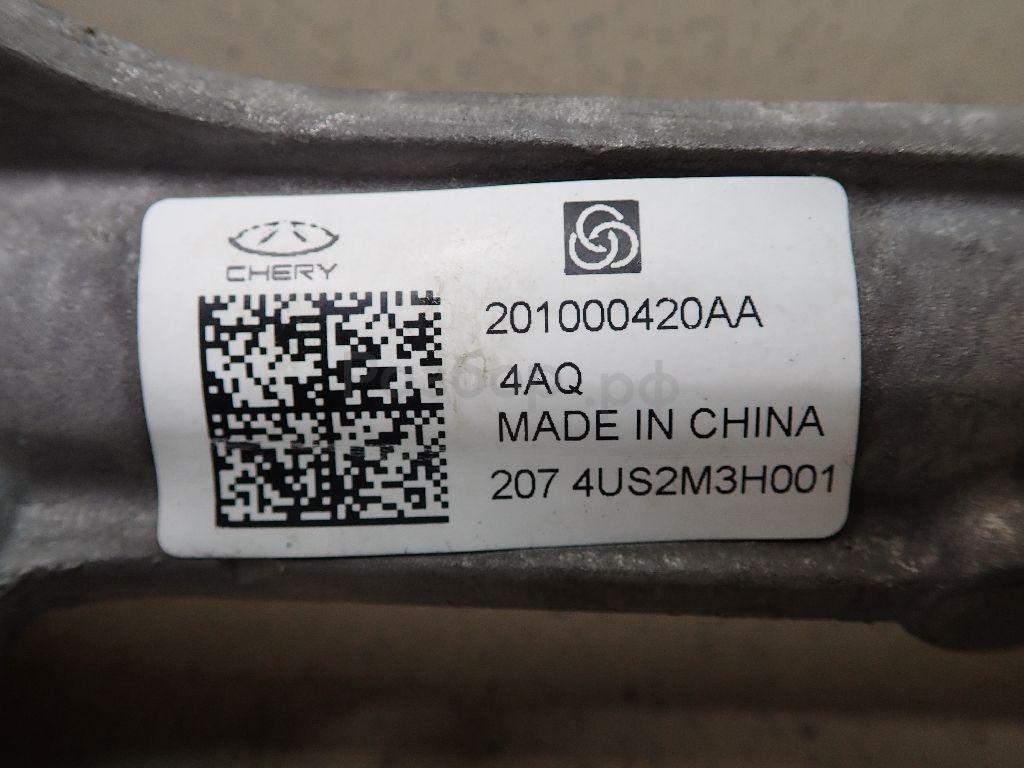 CHERY
201000420AA
4AQ
MADE IN CHINA
207 4US2M3H001